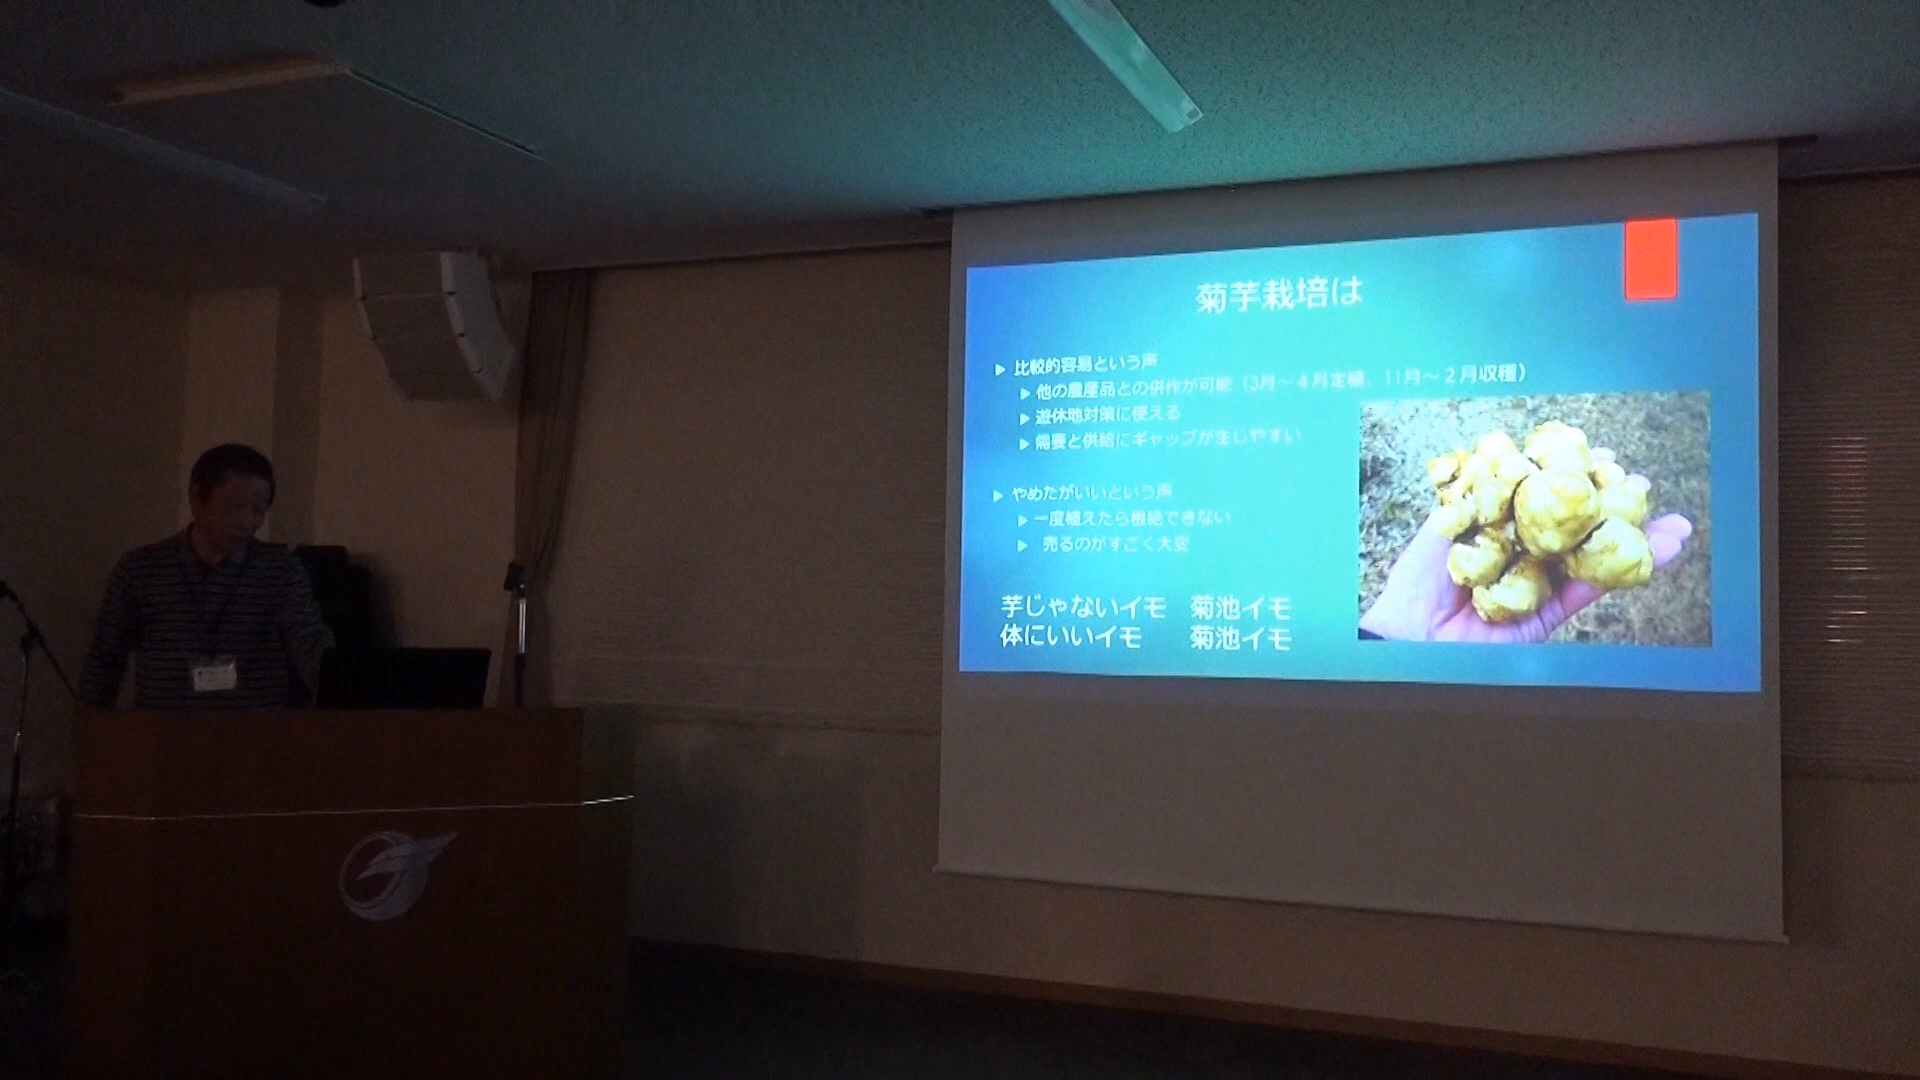 菊芋栽培は
比較的容易という声
他の農産品との併作が可能（3月～4月定植、11月～2月収穫）
遊休地対策に使える
需要と供給にギャップが生じやすい
やめたがいいという声
一度植えたら根絶できない
売るのがすごく大変
芋じゃないイモ 菊池イモ
体にいいイモ 菊池イモ